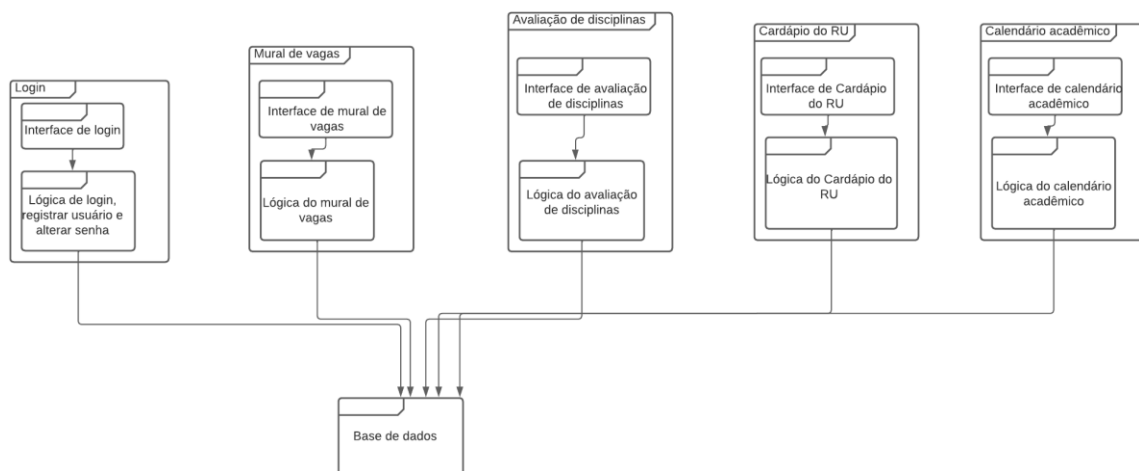 Login
Interface de login
Lógica de login,
registrar usuário e
alterar senha
Mural de vagas
Interface de mural de
vagas
Lógica do mural de
vagas
Avaliação de disciplinas
Interface de avaliação
de disciplinas
Lógica do avaliação
de disciplinas
Cardápio do RU
Interface de Cardápio
do RU
Lógica do Cardápio do
RU
Calendário acadêmico
Interface de calendário
acadêmico
Lógica do calendário
acadêmico
Base de dados